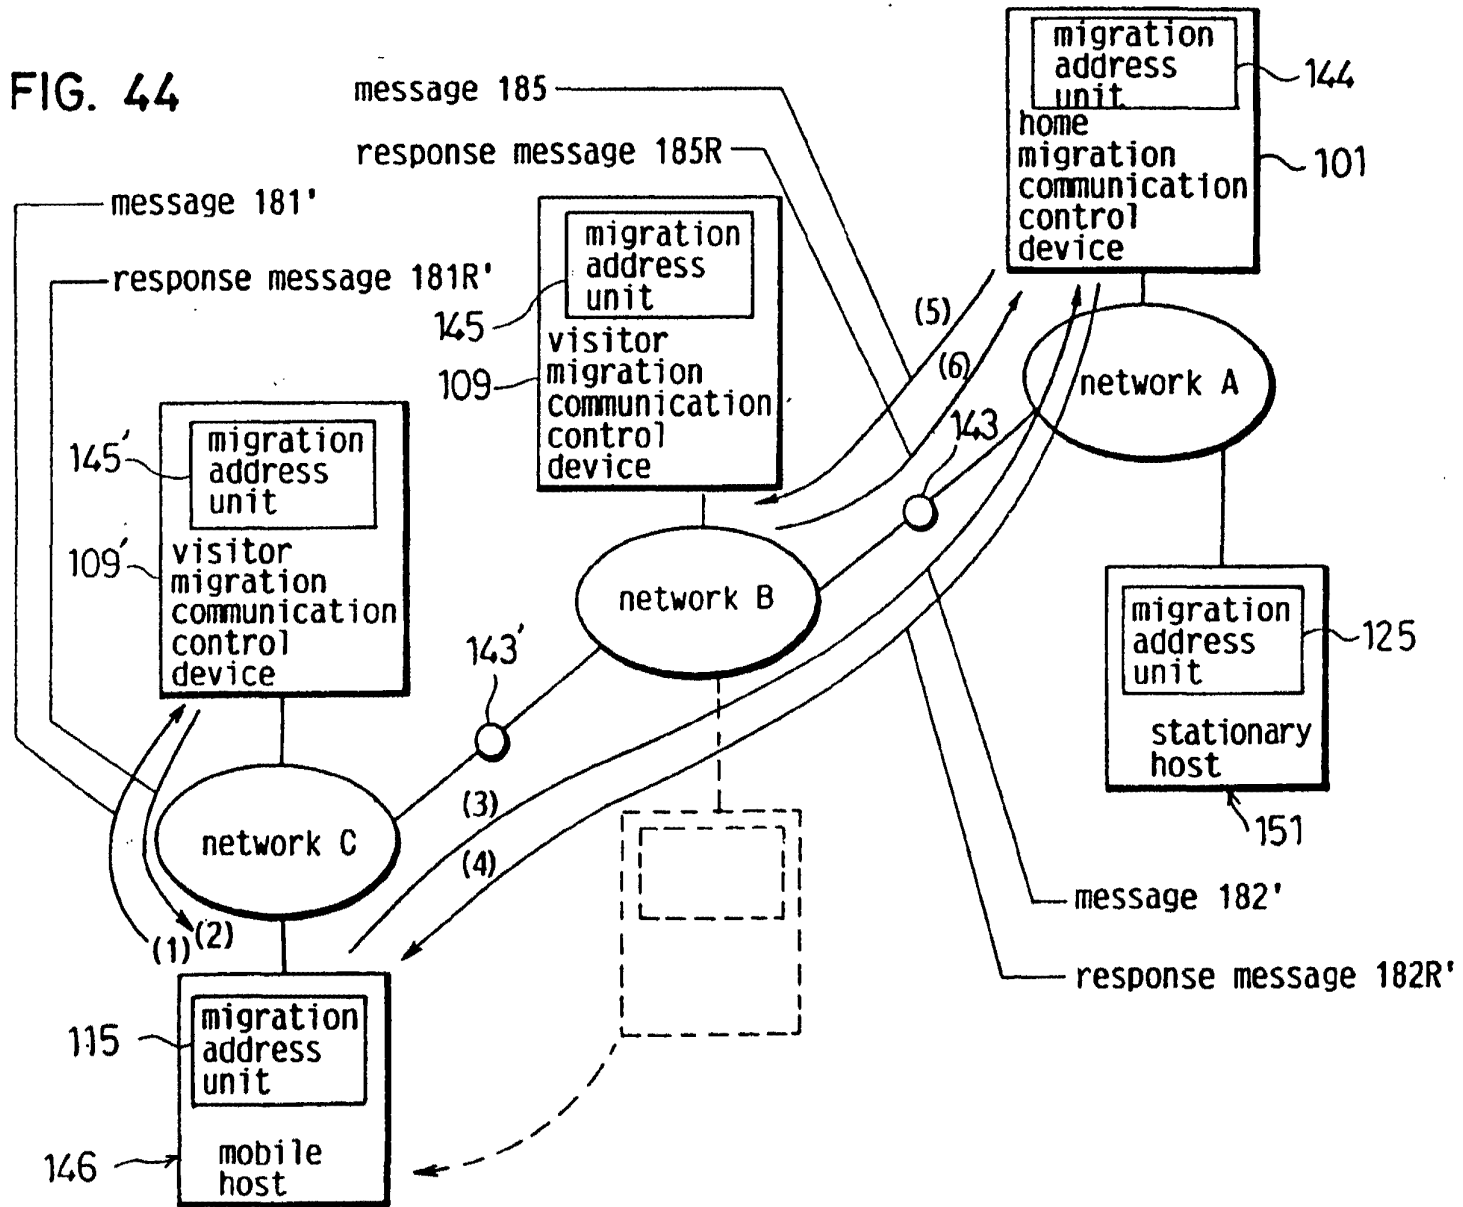 FIG. 44
message 185
response message 185R
message 181'
response message 181R'
migration
address
unit
144
home
migration
communication
control
device
101
migration
address
unit
145
visitor
migration
communication
control
device
109
(5)
(6)
network A
143
migration
address
unit
145'
visitor
migration
communication
control
device
109'
network B
143'
migration
address
unit
125
stationary
host
151
network C
(3)
(4)
(1)
(2)
message 182'
response message 182R'
migration
address
unit
115
mobile
host
146